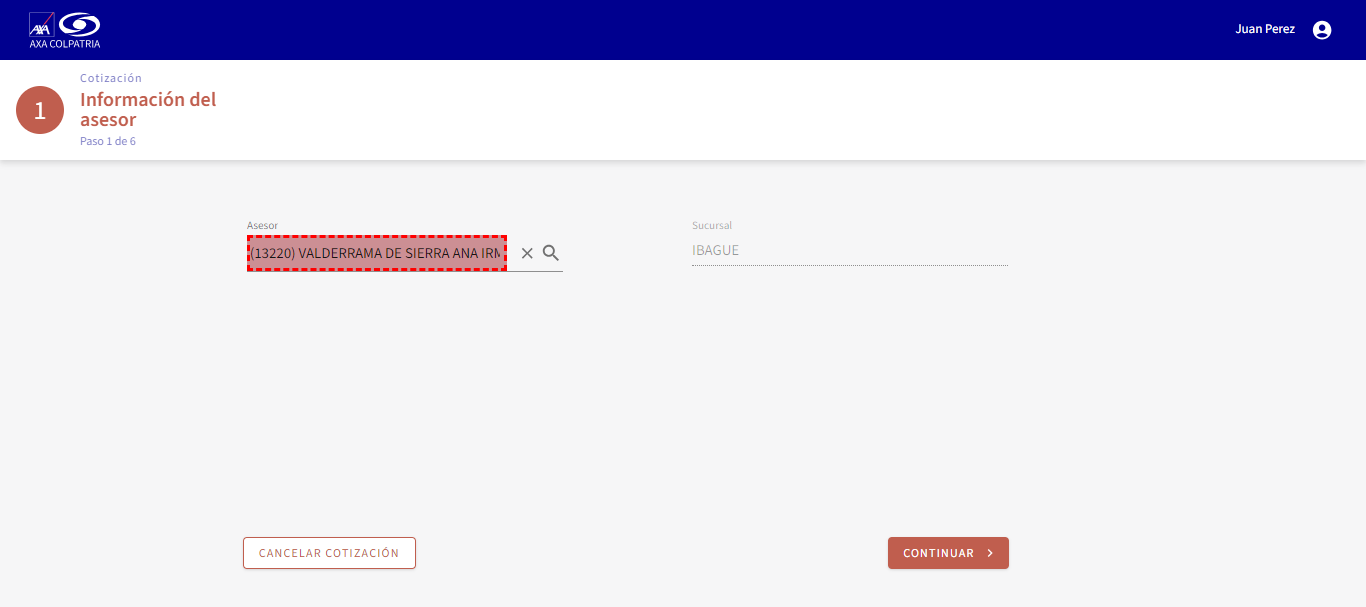 AXA
AXA COLPATRIA
Juan Perez
1
Cotización
Información del
asesor
Paso 1 de 6
Asesor
(13220) VALDERRAMA DE SIERRA ANA IRM
Sucursal
IBAGUE
CANCELAR COTIZACIÓN
CONTINUAR